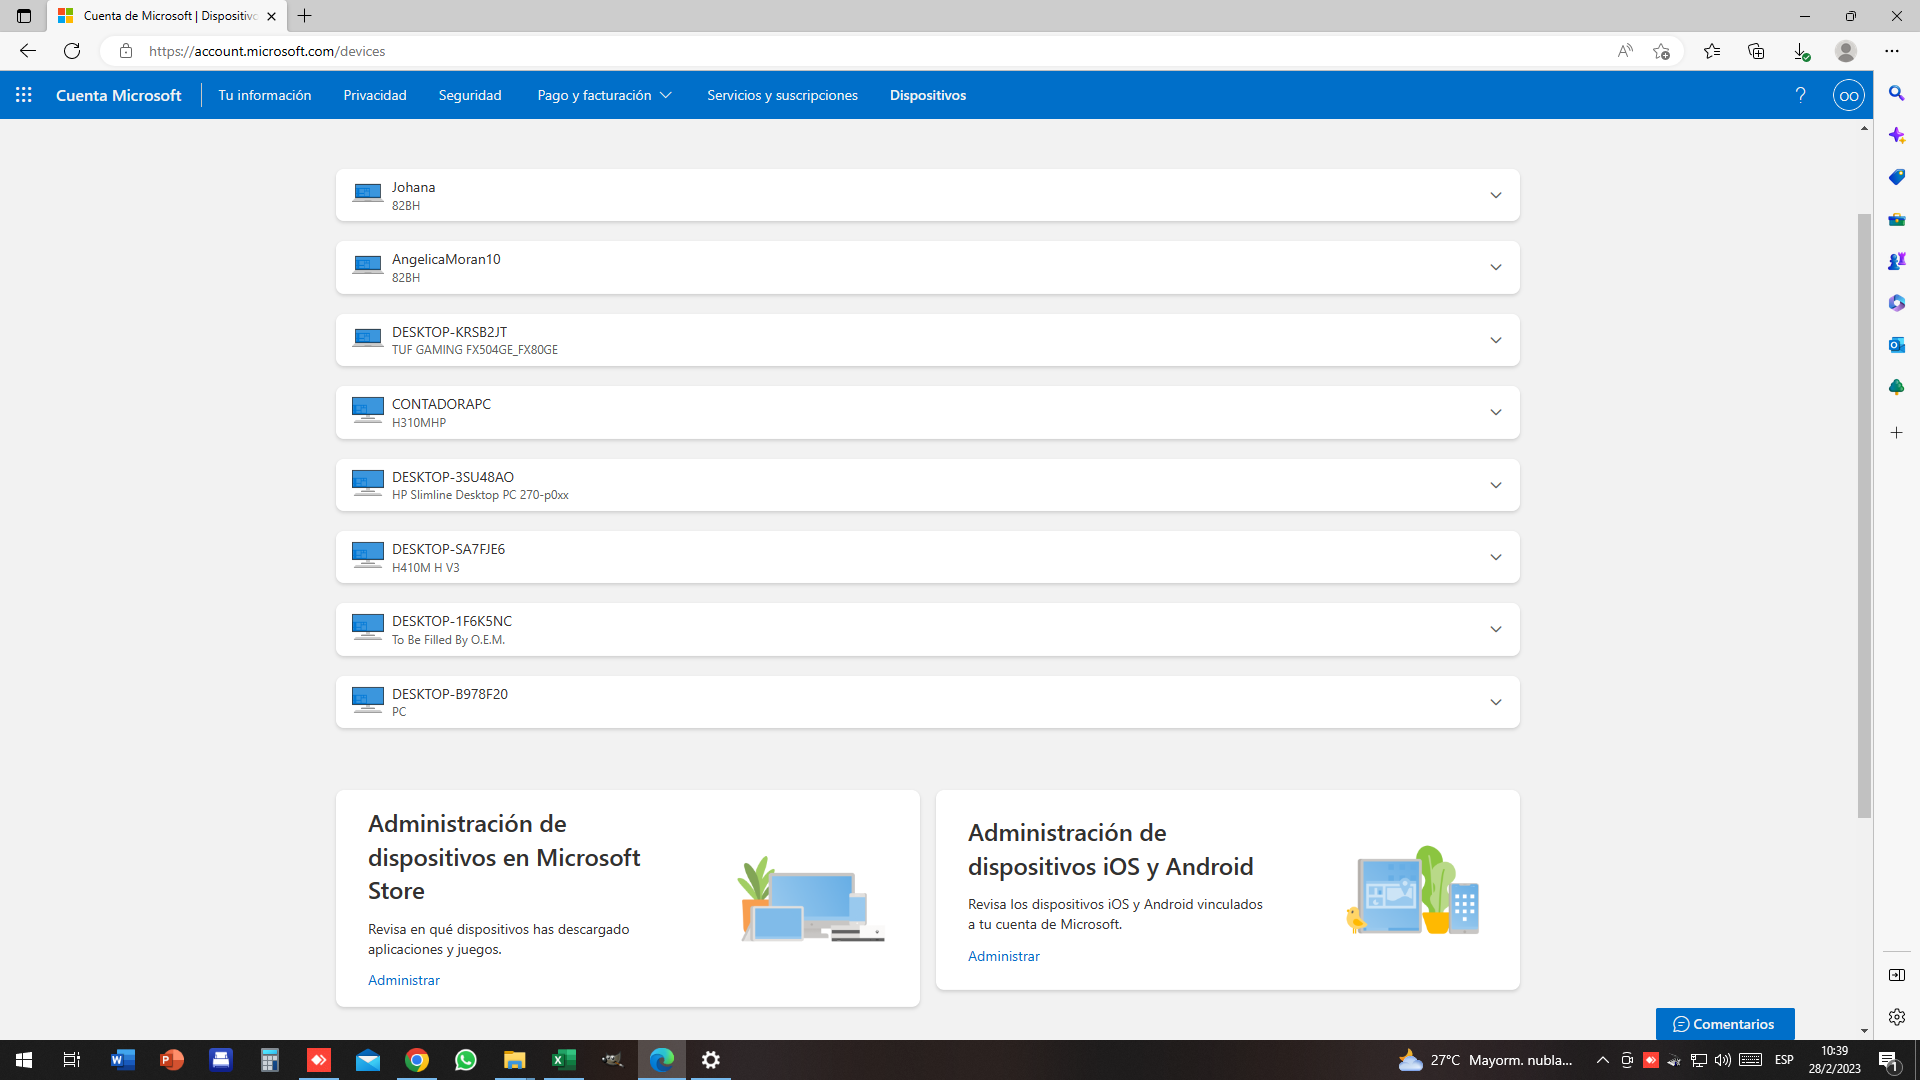 Cuenta de Microsoft | Dispositivo
https://account.microsoft.com/devices
Cuenta Microsoft
Tu información
Privacidad
Seguridad
Pago y facturación
Servicios y suscripciones
Dispositivos
?
OO
Johana
82BH
AngelicaMoran10
82BH
DESKTOP-KRSB2JT
TUF GAMING FX504GE_FX80GE
CONTADORAPC
H310MHP
DESKTOP-3SU48AO
HP Slimline Desktop PC 270-p0xx
DESKTOP-SA7FJE6
H410M H V3
DESKTOP-1F6K5NC
To Be Filled By O.E.M.
DESKTOP-B978F20
PC
Administración de
dispositivos en Microsoft
Store
Revisa en qué dispositivos has descargado
aplicaciones y juegos.
Administrar
Administración de
dispositivos iOS y Android
Revisa los dispositivos iOS y Android vinculados
a tu cuenta de Microsoft.
Administrar
Comentarios
27°C Mayorm. nubla...
ESP
10:39
28/2/2023
1